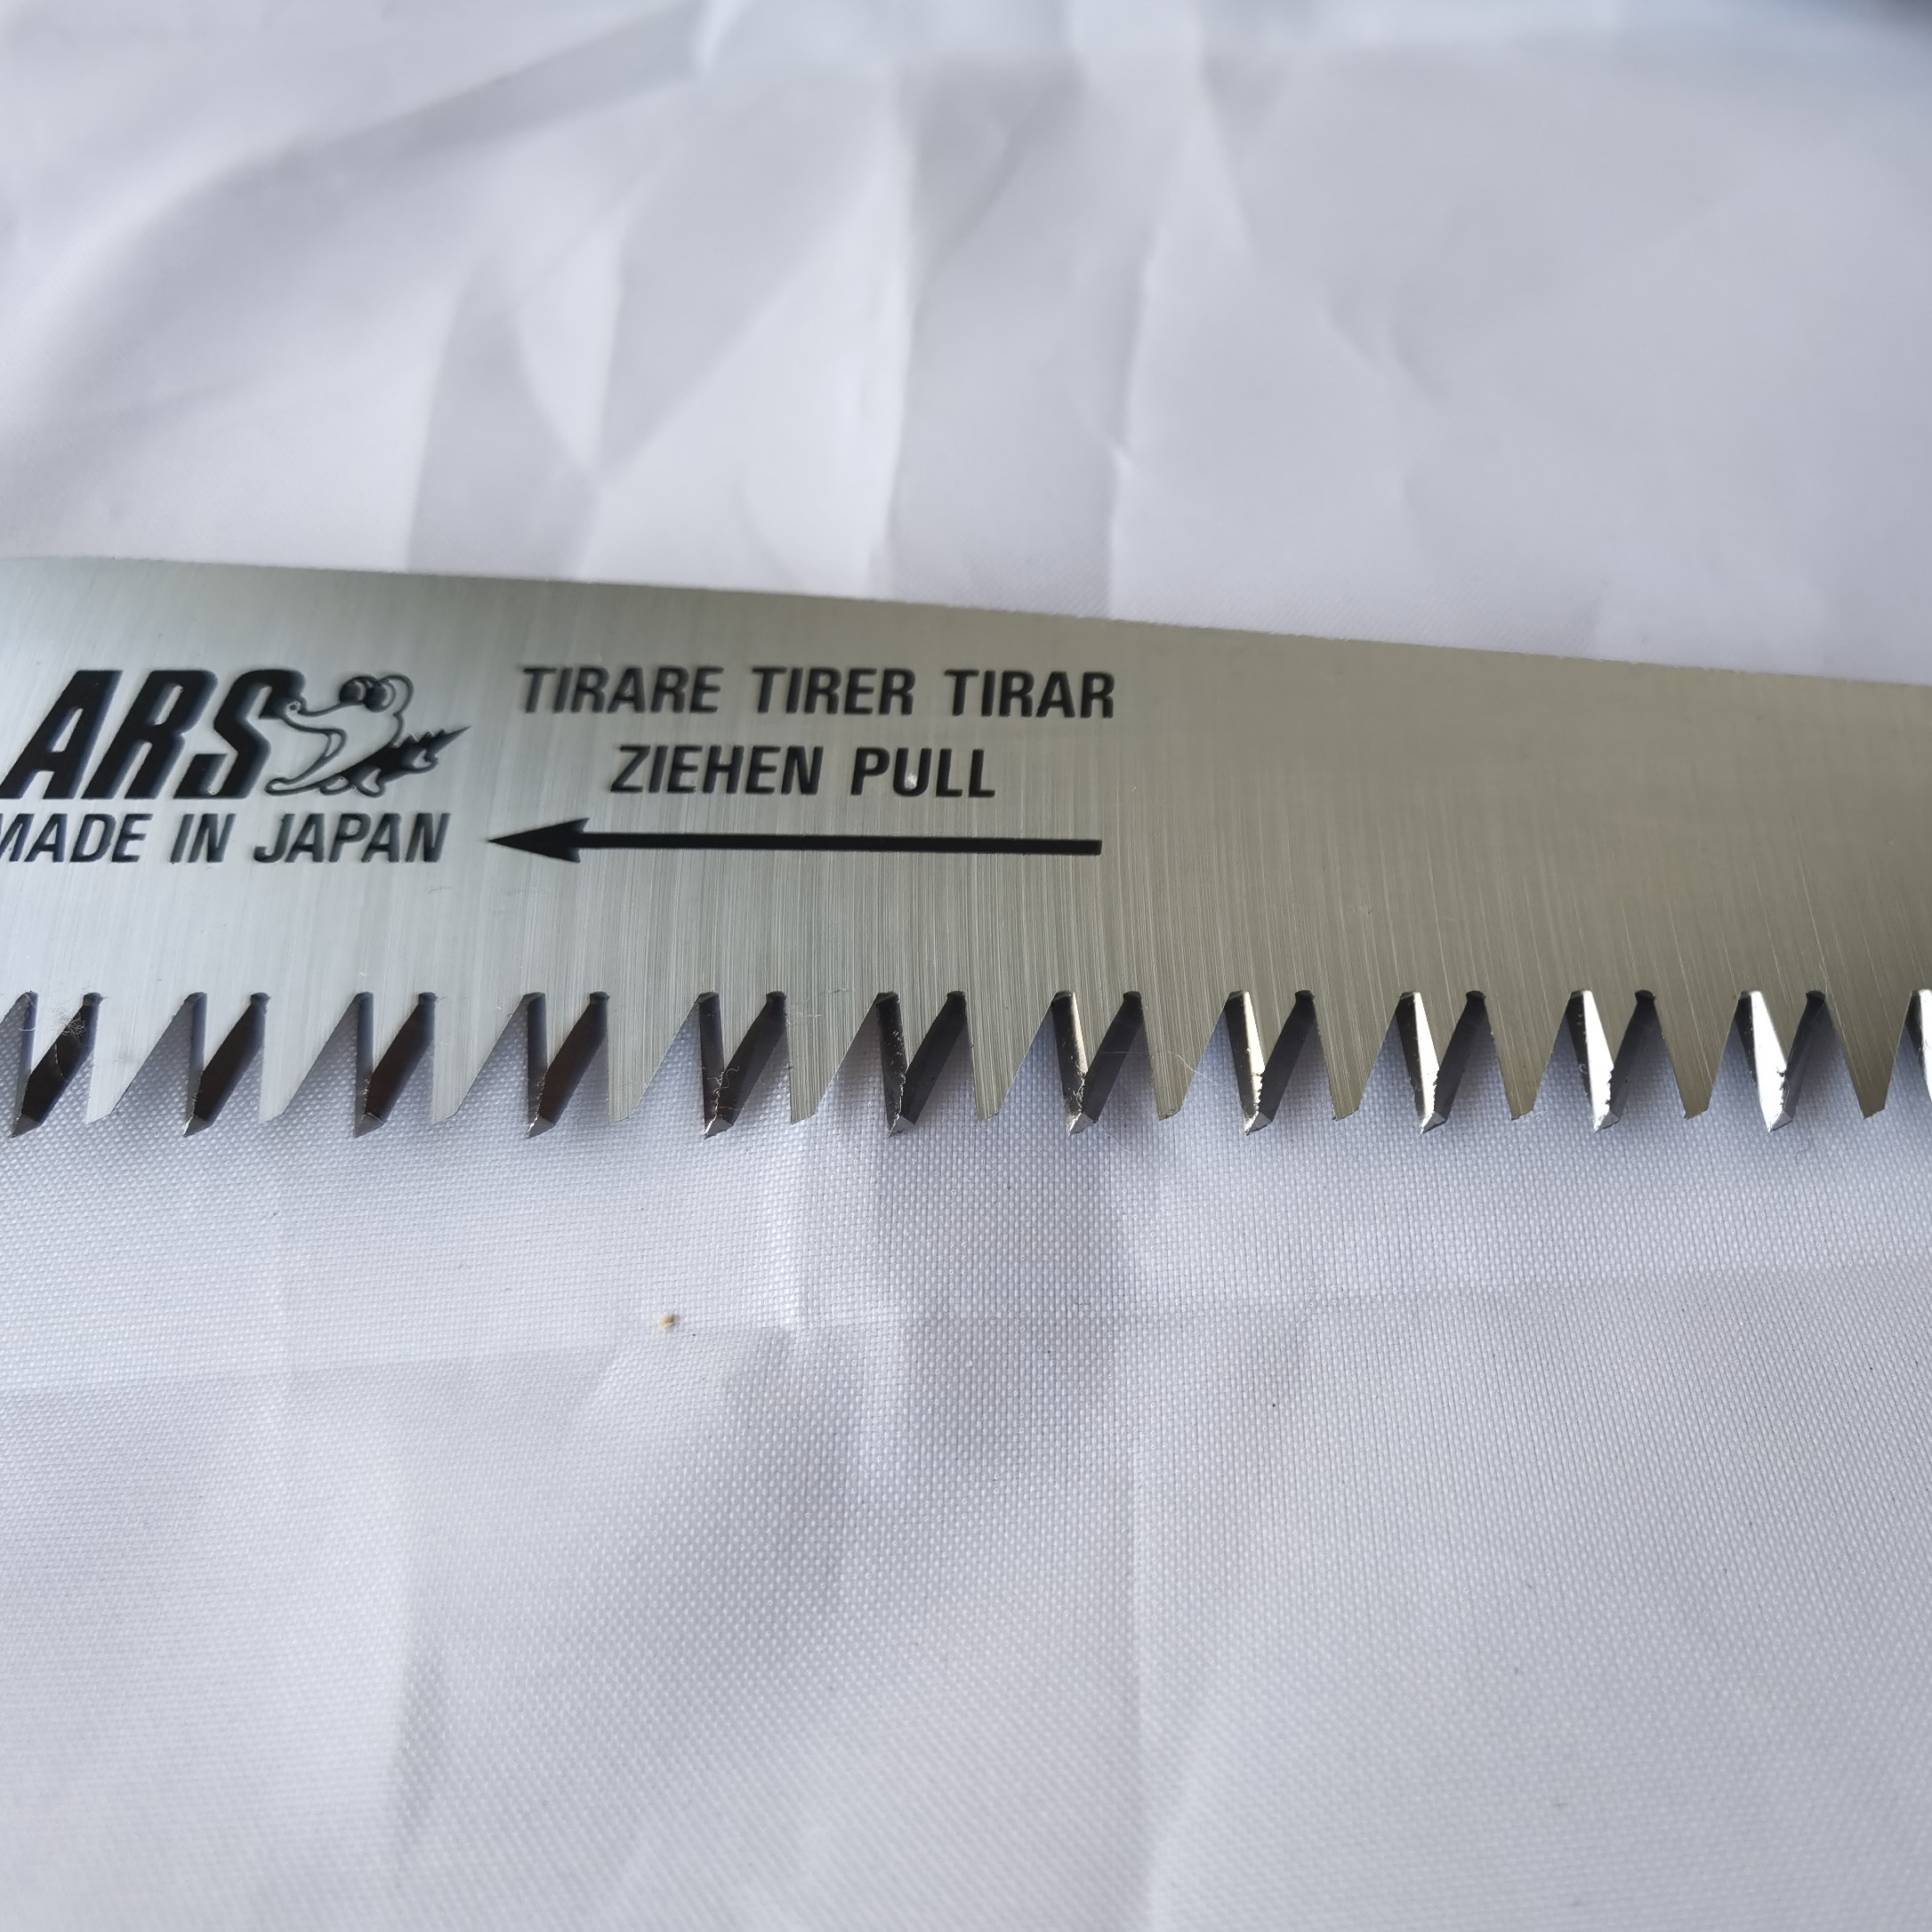 ARS
MADE IN JAPAN
TIRARE TIRER TIRAR
ZIEHEN PULL